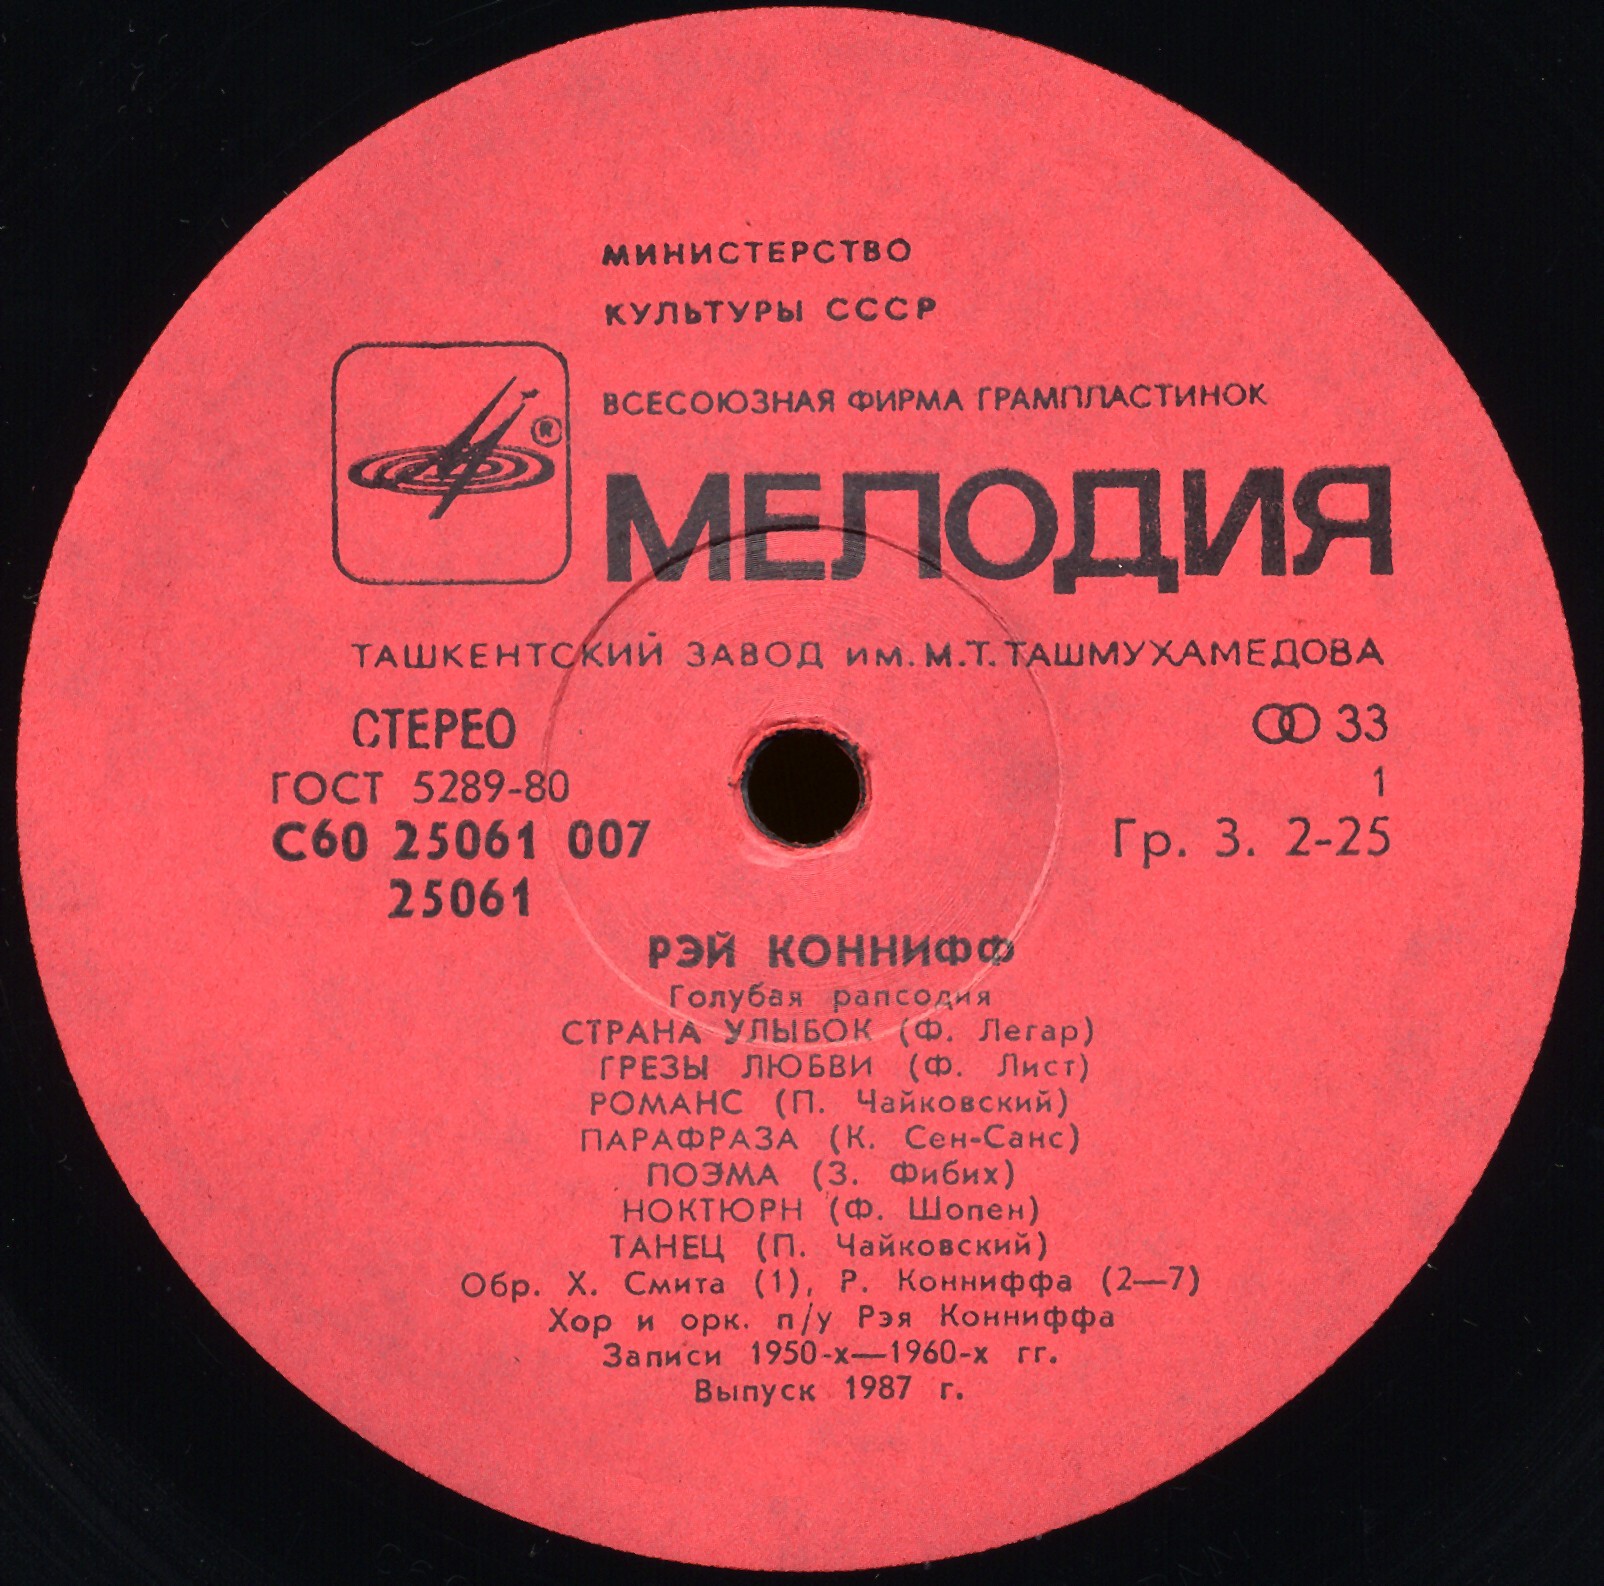 МИНИСТЕРСТВО
КУЛЬТУРЫ СССР
ВСЕСОЮЗНАЯ ФИРМА ГРАМПЛАСТИНОК
®
МЕЛОДИЯ
ТАШКЕНТСКИЙ ЗАВОД им. М.Т. ТАШМУХАМЕДОВА
СТЕРЕО 33
ГОСТ 5289-80 1
С60 25061 007 Гр. 3. 2-25
25061
РЭЙ КОННИФФ
Голубая рапсодия
СТРАНА УЛЫБОК (Ф. Легар)
ГРЕЗЫ ЛЮБВИ (Ф. Лист)
РОМАНС (П. Чайковский)
ПАРАФРАЗА (К. Сен-Санс)
ПОЭМА (З. Фибих)
НОКТЮРН (Ф. Шопен)
ТАНЕЦ (П. Чайковский)
Обр. Х. Смита (1), Р. Конниффа (2—7)
Хор и орк. п/у Рэя Конниффа
Записи 1950-х—1960-х гг.
Выпуск 1987 г.